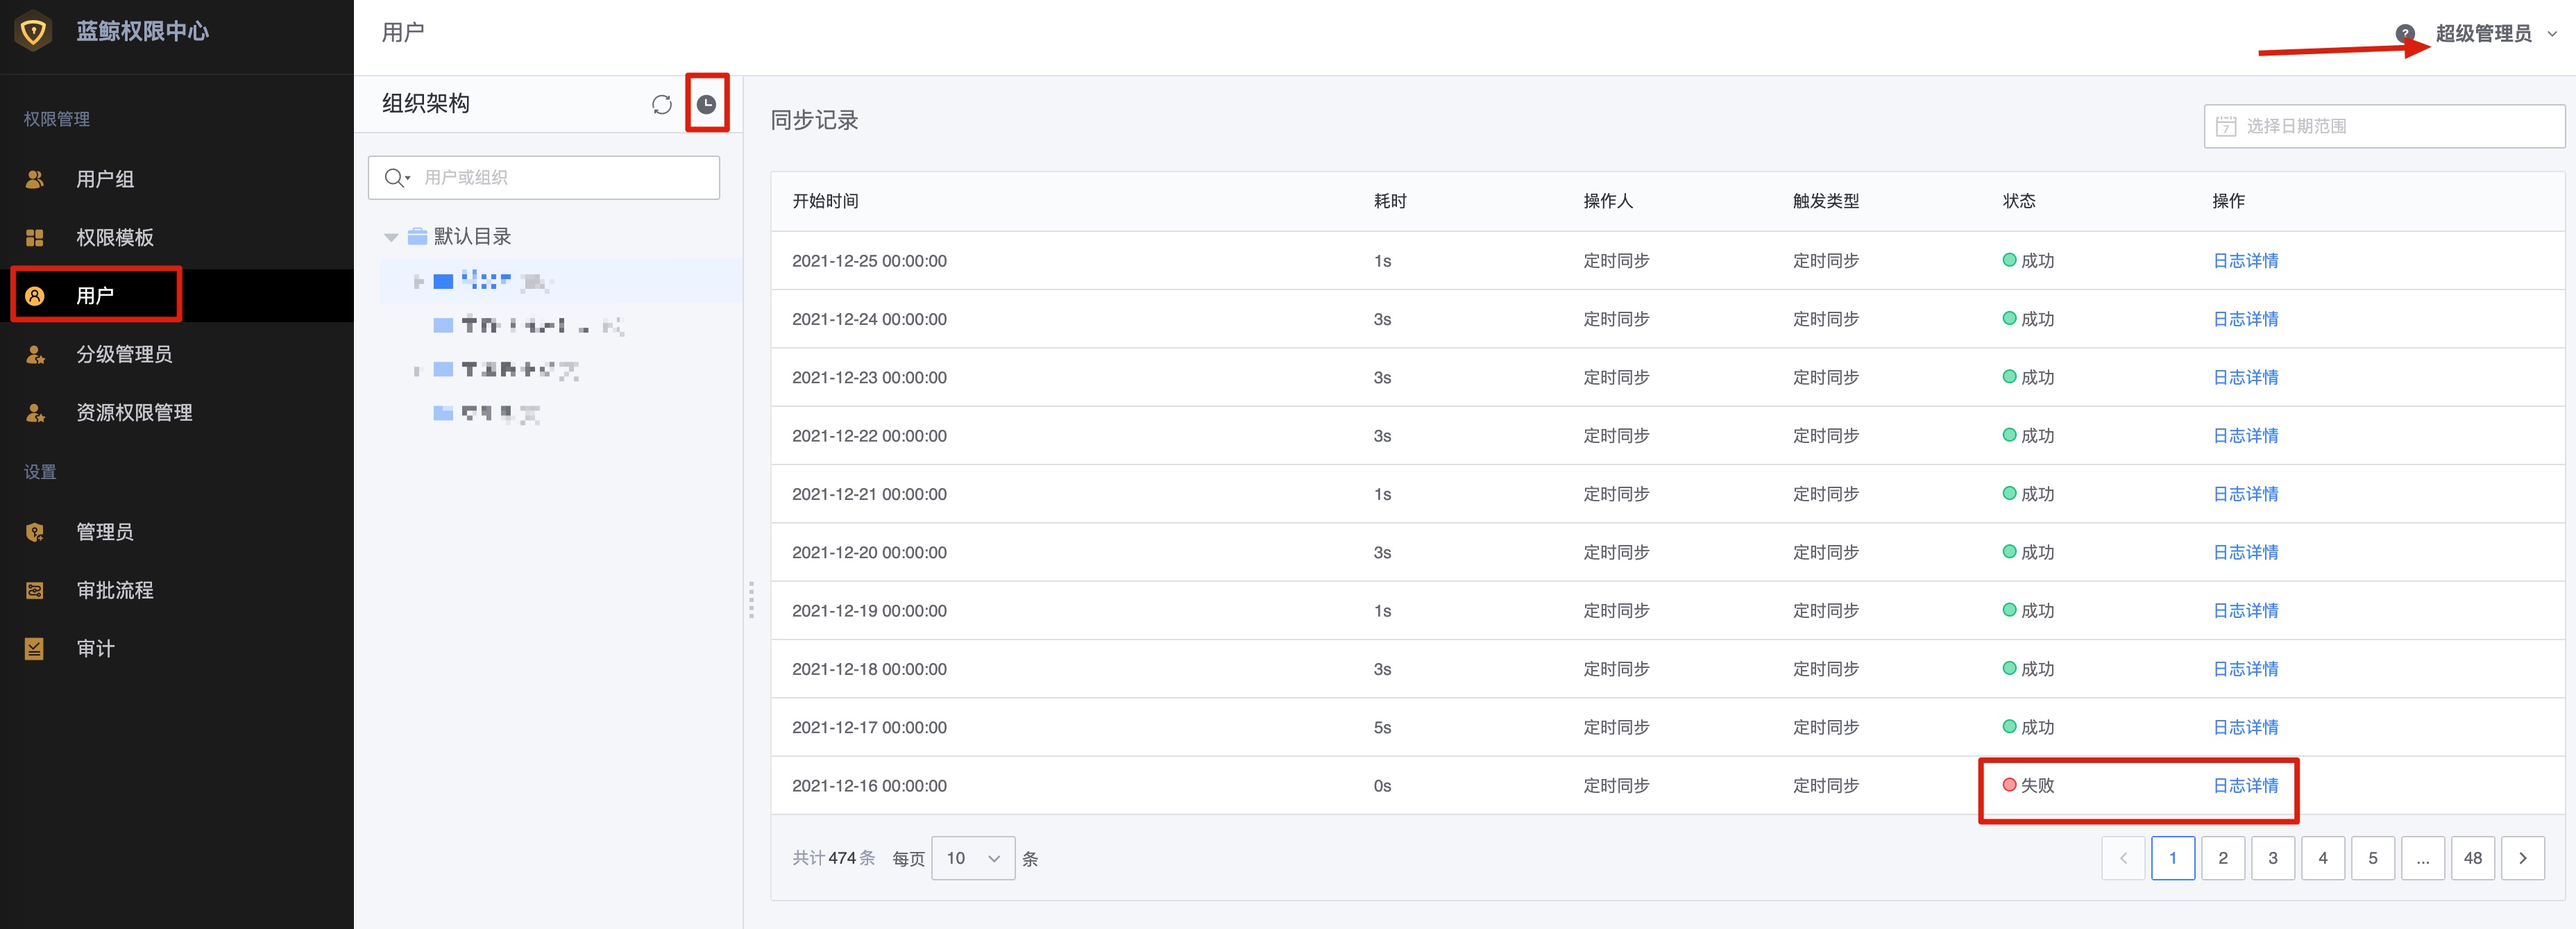 蓝鲸权限中心
权限管理
用户组
权限模板
用户
分级管理员
资源权限管理
设置
管理员
审批流程
审计
用户
超级管理员
组织架构
用户或组织
默认目录
同步记录
选择日期范围
开始时间 耗时 操作人 触发类型 状态 操作
2021-12-25 00:00:00 1s 定时同步 定时同步 成功 日志详情
2021-12-24 00:00:00 3s 定时同步 定时同步 成功 日志详情
2021-12-23 00:00:00 3s 定时同步 定时同步 成功 日志详情
2021-12-22 00:00:00 3s 定时同步 定时同步 成功 日志详情
2021-12-21 00:00:00 1s 定时同步 定时同步 成功 日志详情
2021-12-20 00:00:00 3s 定时同步 定时同步 成功 日志详情
2021-12-19 00:00:00 1s 定时同步 定时同步 成功 日志详情
2021-12-18 00:00:00 3s 定时同步 定时同步 成功 日志详情
2021-12-17 00:00:00 5s 定时同步 定时同步 成功 日志详情
2021-12-16 00:00:00 0s 定时同步 定时同步 失败 日志详情
共计474条 每页 10 条
1 2 3 4 5 ... 48